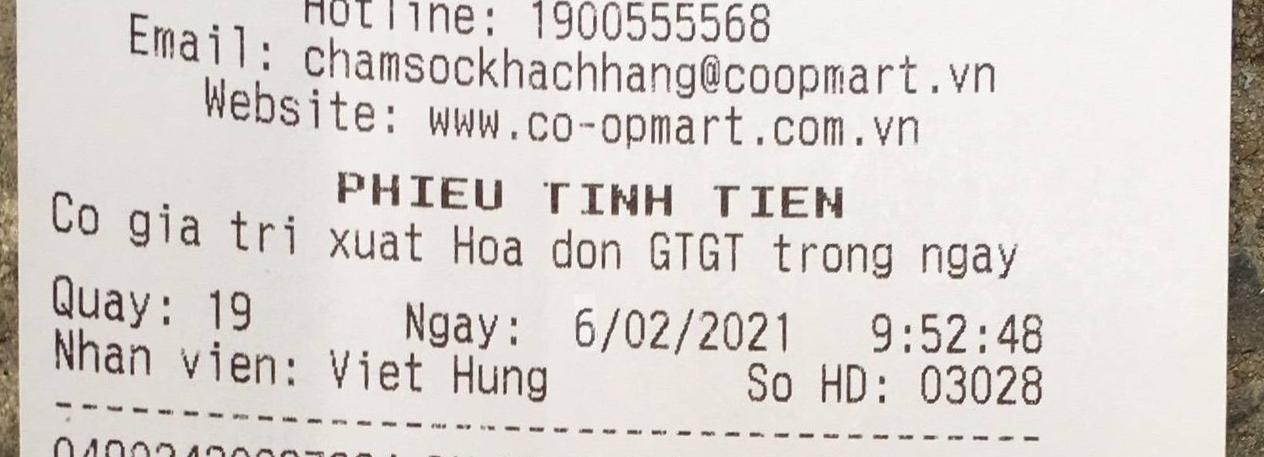 Hotline: 1900555568
Email: chamsockhachhang@coopmart.vn
Website: www.co-opmart.com.vn
PHIEU TINH TIEN
Co gia tri xuat Hoa don GTGT trong ngay
Quay: 19 Ngay: 6/02/2021 9:52:48
Nhan vien: Viet Hung So HD: 03028